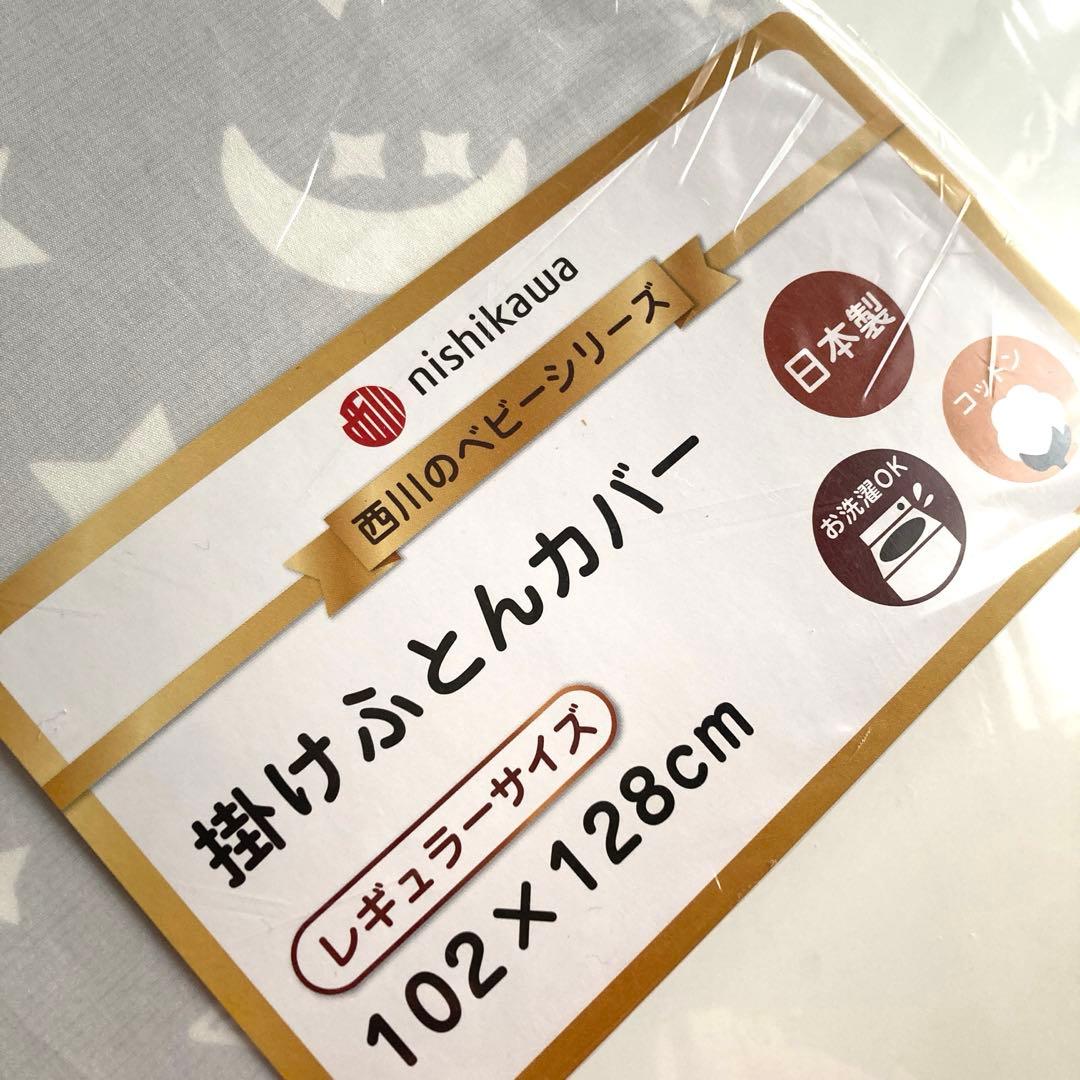 nishikawa
西川のベビーシリーズ
掛けふとんカバー
レギュラーサイズ
102×128cm
日本製
コットン
お洗濯OK